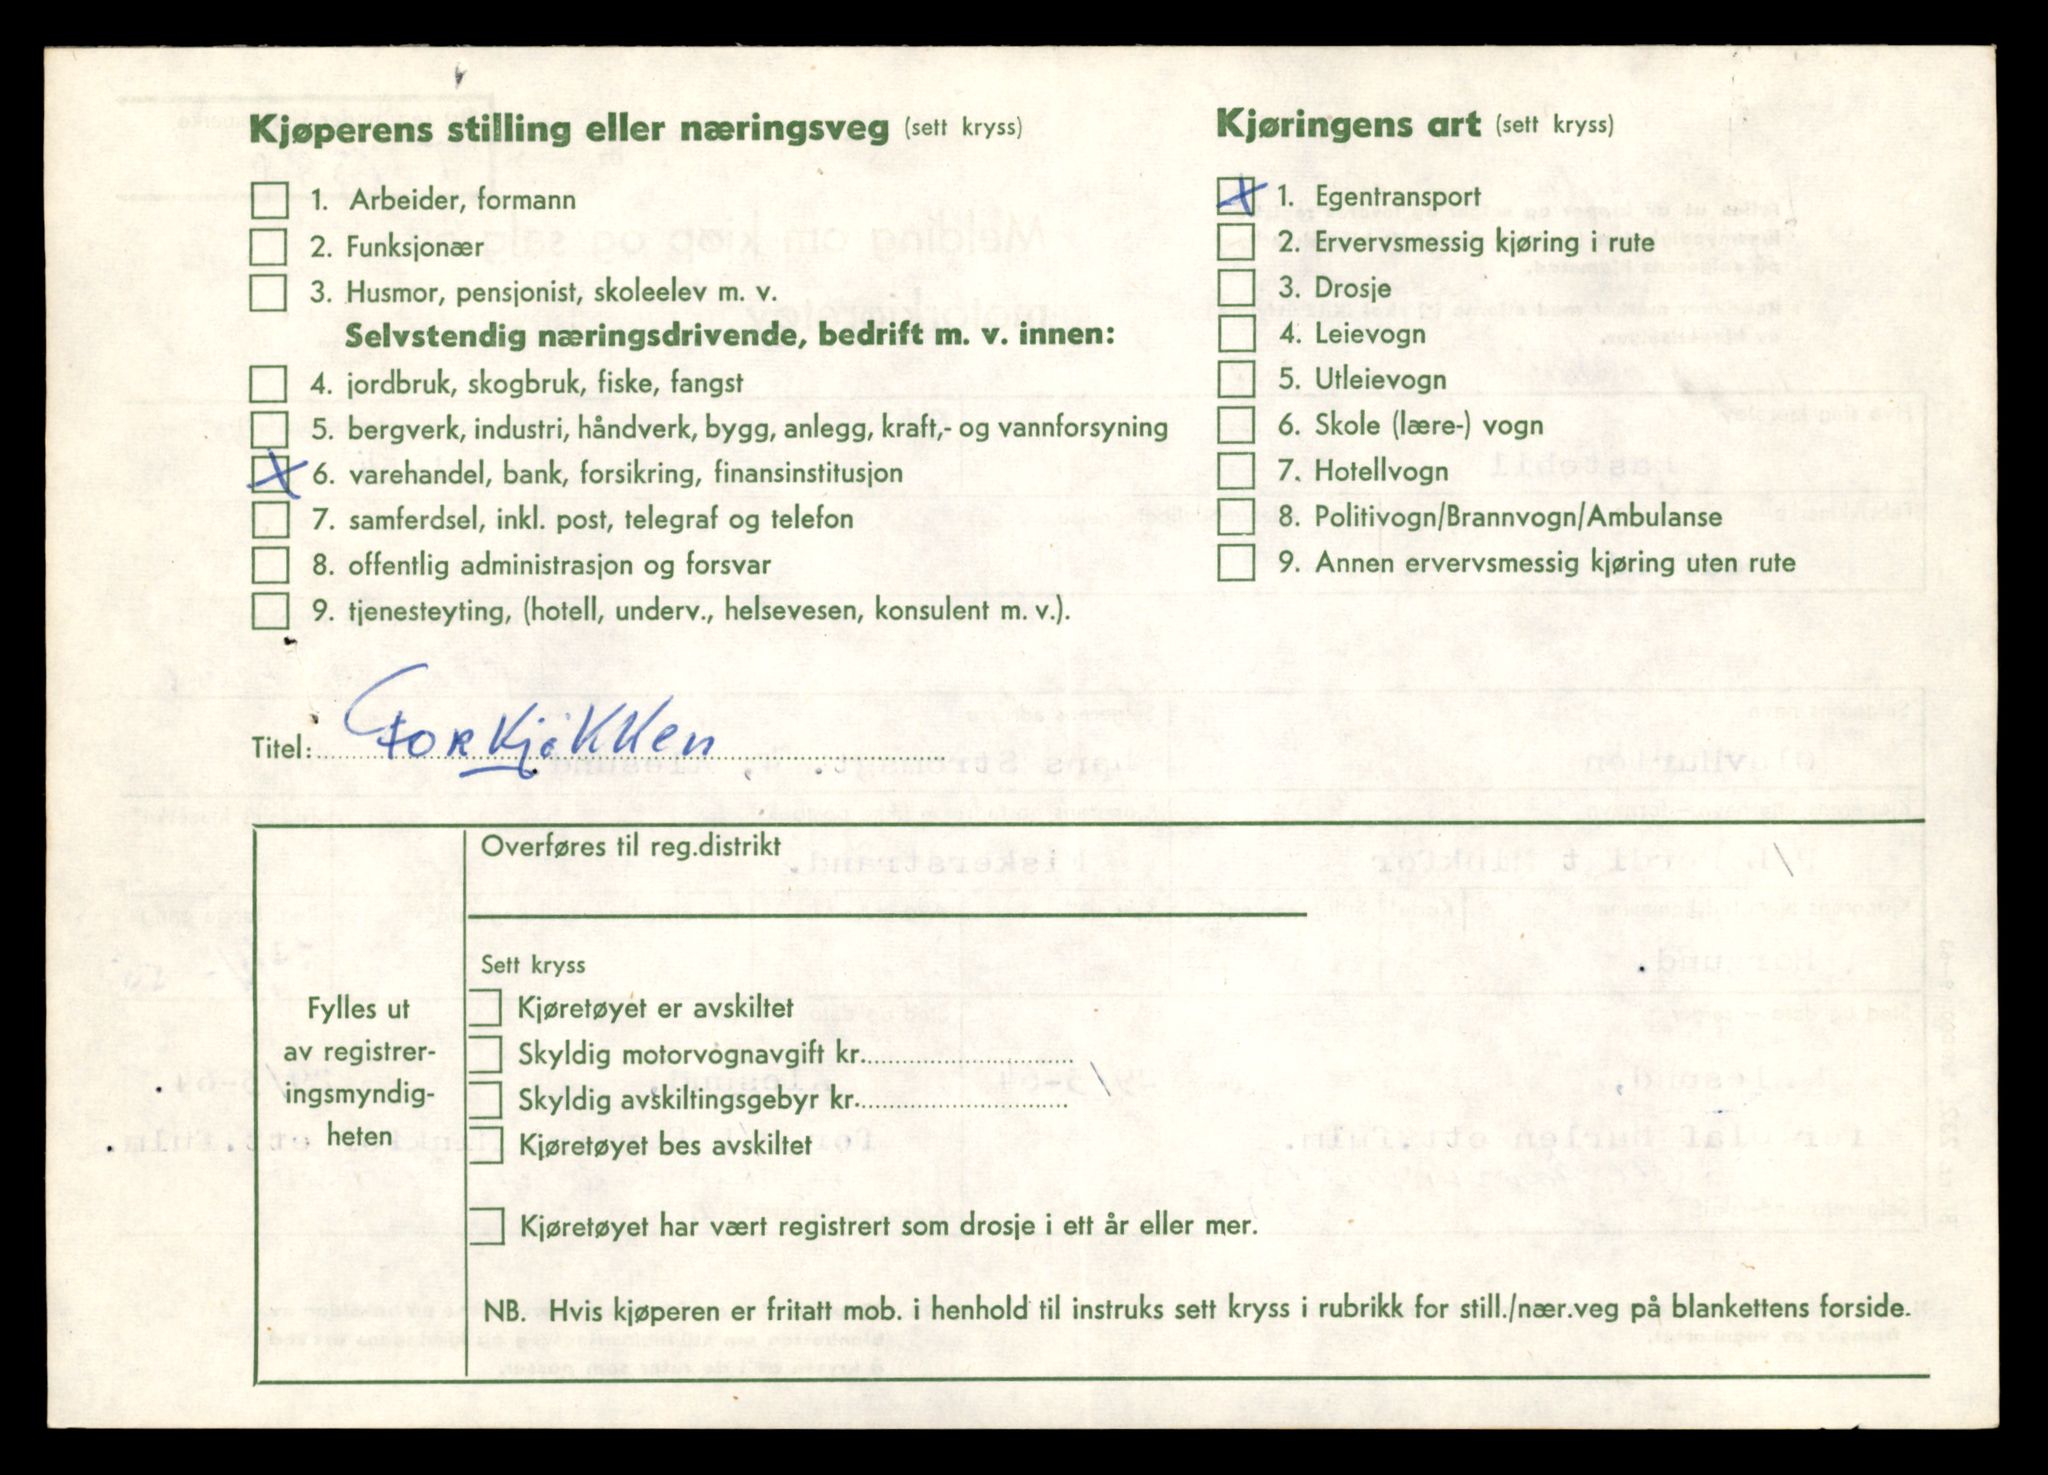 Kjøperens stilling eller næringsveg (sett kryss)
1. Arbeider, formann
2. Funksjonær
3. Husmor, pensjonist, skoleelev m. v.
Selvstendig næringsdrivende, bedrift m. v. innen:
4. jordbruk, skogbruk, fiske, fangst
5. bergverk, industri, håndverk, bygg, anlegg, kraft,- og vannforsyning
X 6. varehandel, bank, forsikring, finansinstitusjon
7. samferdsel, inkl. post, telegraf og telefon
8. offentlig administrasjon og forsvar
9. tjenesteyting, (hotell, underv., helsevesen, konsulent m. v.).
Kjøringens art (sett kryss)
X 1. Egentransport
2. Ervervsmessig kjøring i rute
3. Drosje
4. Leievogn
5. Utleievogn
6. Skole (lære-) vogn
7. Hotellvogn
8. Politivogn/Brannvogn/Ambulanse
9. Annen ervervsmessig kjøring uten rute
Titel: Forkjökken
Fylles ut
av registrer-
ingsmyndig-
heten
Overføres til reg.distrikt
Sett kryss
Kjøretøyet er avskiltet
Skyldig motorvognavgift kr.
Skyldig avskiltingsgebyr kr.
Kjøretøyet bes avskiltet
Kjøretøyet har vært registrert som drosje i ett år eller mer.
NB. Hvis kjøperen er fritatt mob. i henhold til instruks sett kryss i rubrikk for still./nær.veg på blankettens forside.